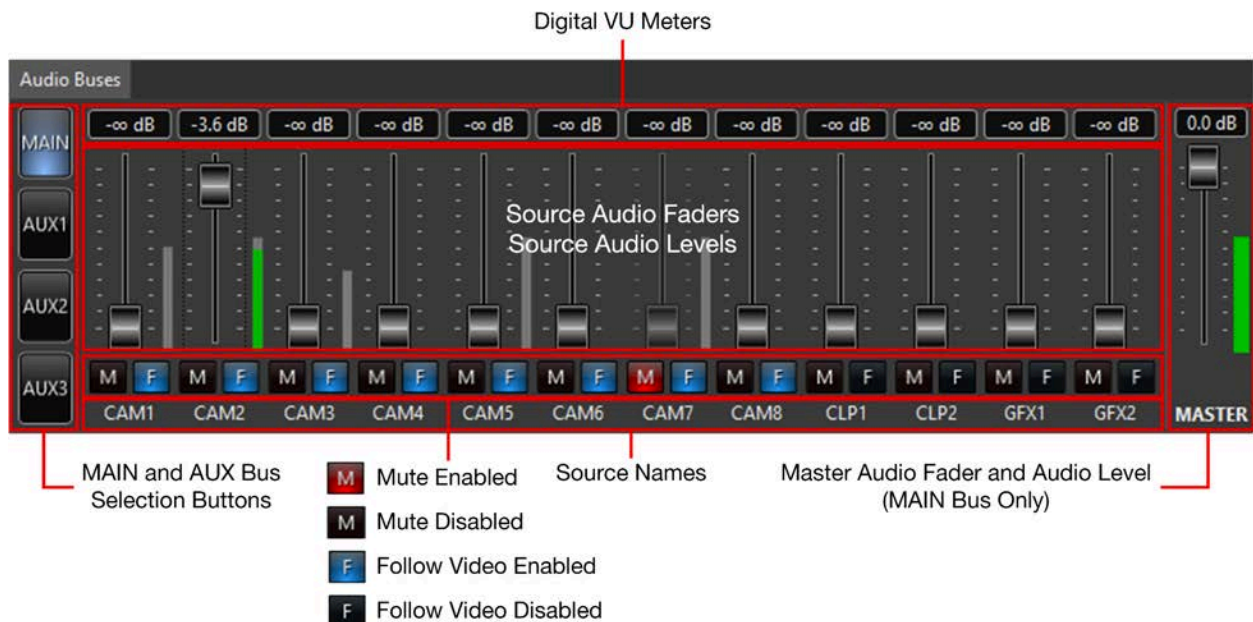 Digital VU Meters
Audio Buses
MAIN
AUX1
AUX2
AUX3
-∞ dB -3.6 dB -∞ dB -∞ dB -∞ dB -∞ dB -∞ dB -∞ dB -∞ dB -∞ dB -∞ dB -∞ dB 0.0 dB
Source Audio Faders
Source Audio Levels
M F M F M F M F M F M F M F M F M F M F M F M F
CAM1 CAM2 CAM3 CAM4 CAM5 CAM6 CAM7 CAM8 CLP1 CLP2 GFX1 GFX2 MASTER
MAIN and AUX Bus
Selection Buttons
M Mute Enabled
M Mute Disabled
F Follow Video Enabled
F Follow Video Disabled
Source Names
Master Audio Fader and Audio Level
(MAIN Bus Only)